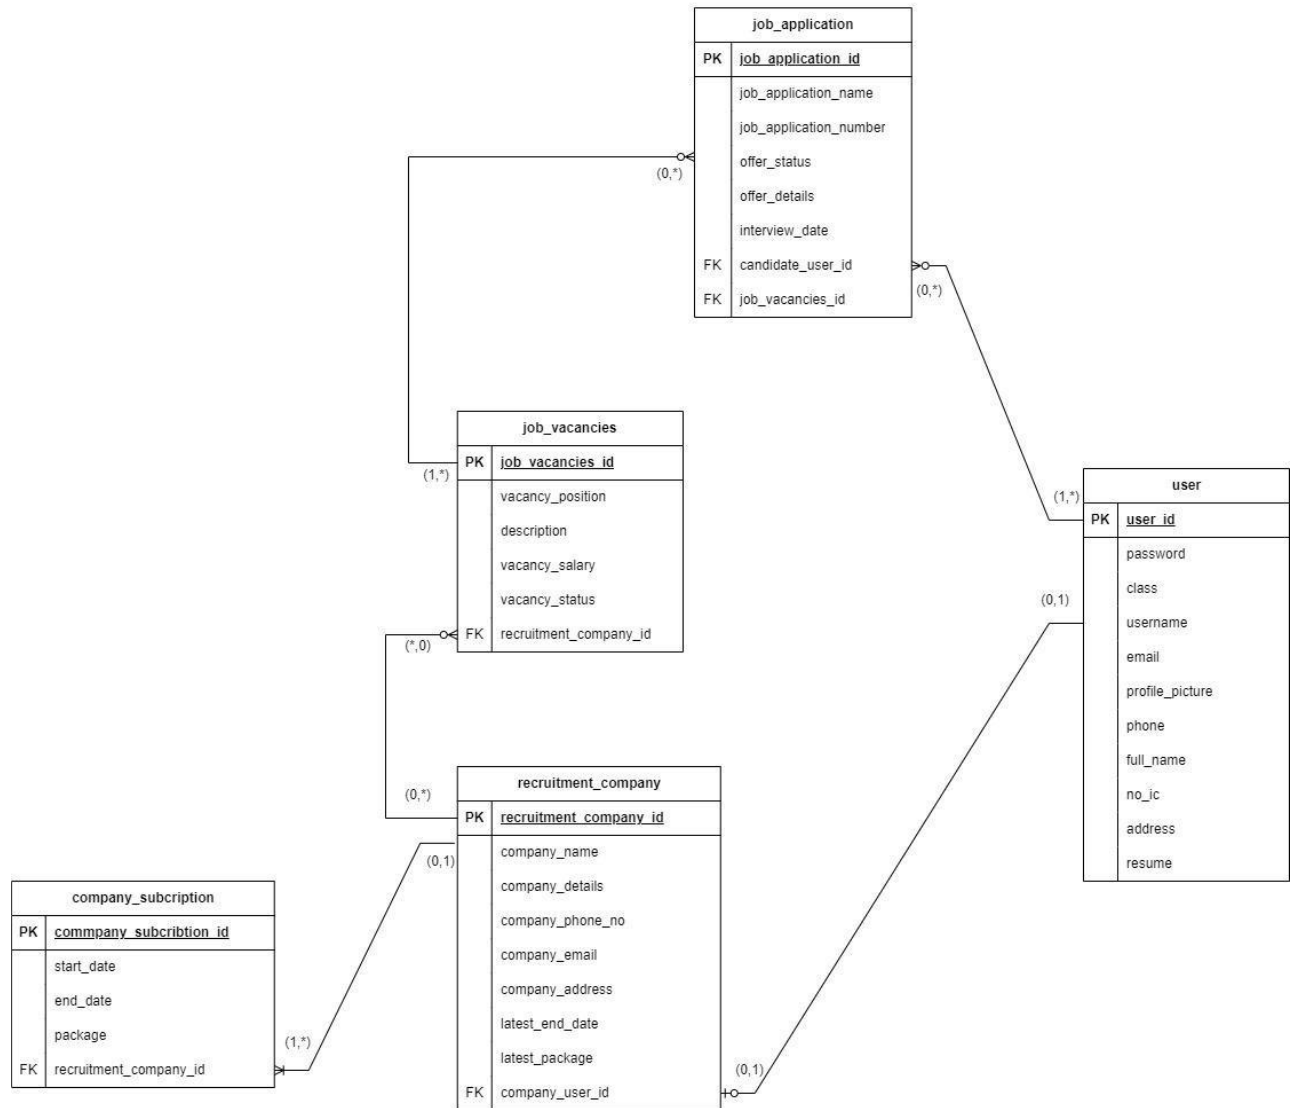 job_application
PK job_application_id
job_application_name
job_application_number
offer_status
offer_details
interview_date
FK candidate_user_id
FK job_vacancies_id
(0,*)
(0,*)
job_vacancies
PK job_vacancies_id
vacancy_position
description
vacancy_salary
vacancy_status
FK recruitment_company_id
(1,*)
(*,0)
user
PK user_id
password
class
username
email
profile_picture
phone
full_name
no_ic
address
resume
(1,*)
(0,1)
recruitment_company
PK recruitment_company_id
company_name
company_details
company_phone_no
company_email
company_address
latest_end_date
latest_package
FK company_user_id
(0,*)
(0,1)
(0,1)
company_subcription
PK commpany_subcribtion_id
start_date
end_date
package
FK recruitment_company_id
(1,*)